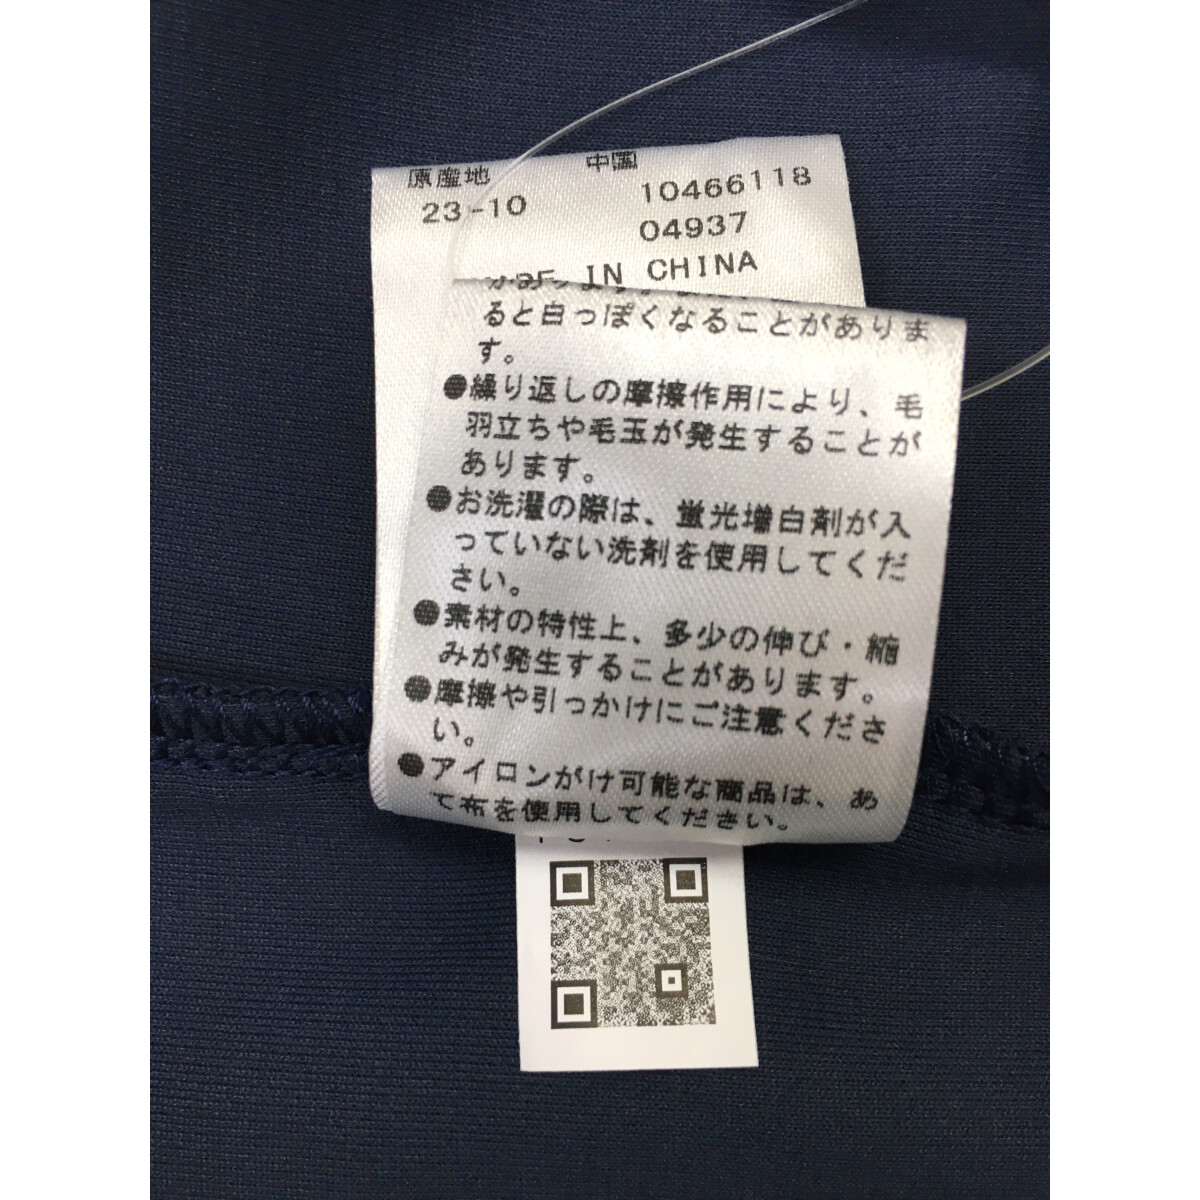 原産地 中国
23-10 10466118
04937
IN CHINA
ると白っぽくなることがありま
す。
●繰り返しの摩擦作用により、毛
羽立ちや毛玉が発生することが
あります。
●お洗濯の際は、蛍光増白剤が入
っていない洗剤を使用してくだ
さい。
●素材の特性上、多少の伸び・縮
みが発生することがあります。
●摩擦や引っかけにご注意くださ
い。
●アイロンがけ可能な商品は、あ
て布を使用してください。